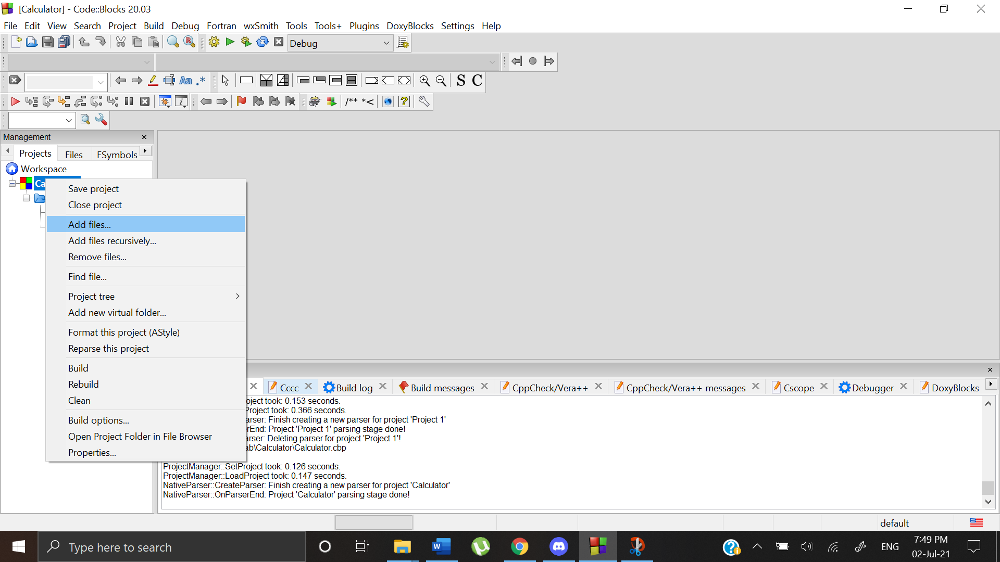 [Calculator] - Code::Blocks 20.03
File Edit View Search Project Build Debug Fortran wxSmith Tools Tools+ Plugins DoxyBlocks Settings Help
Debug
Aa .*
S C
/** *<
Management
Projects Files FSymbols
Workspace
Ca
Save project
Close project
Add files...
Add files recursively...
Remove files...
Find file...
Project tree
Add new virtual folder...
Format this project (AStyle)
Reparse this project
Build
Rebuild
Clean
Build options...
Open Project Folder in File Browser
Properties...
Cccc Build log Build messages CppCheck/Vera++ CppCheck/Vera++ messages Cscope Debugger DoxyBlocks
oject took: 0.153 seconds.
Project took: 0.366 seconds.
arser: Finish creating a new parser for project 'Project 1'
rEnd: Project 'Project 1' parsing stage done!
arser: Deleting parser for project 'Project 1'!
ab\Calculator\Calculator.cbp
ProjectManager::SetProject took: 0.126 seconds.
ProjectManager::LoadProject took: 0.147 seconds.
NativeParser::CreateParser: Finish creating a new parser for project 'Calculator'
NativeParser::OnParserEnd: Project 'Calculator' parsing stage done!
default
Type here to search
ENG
7:49 PM
02-Jul-21